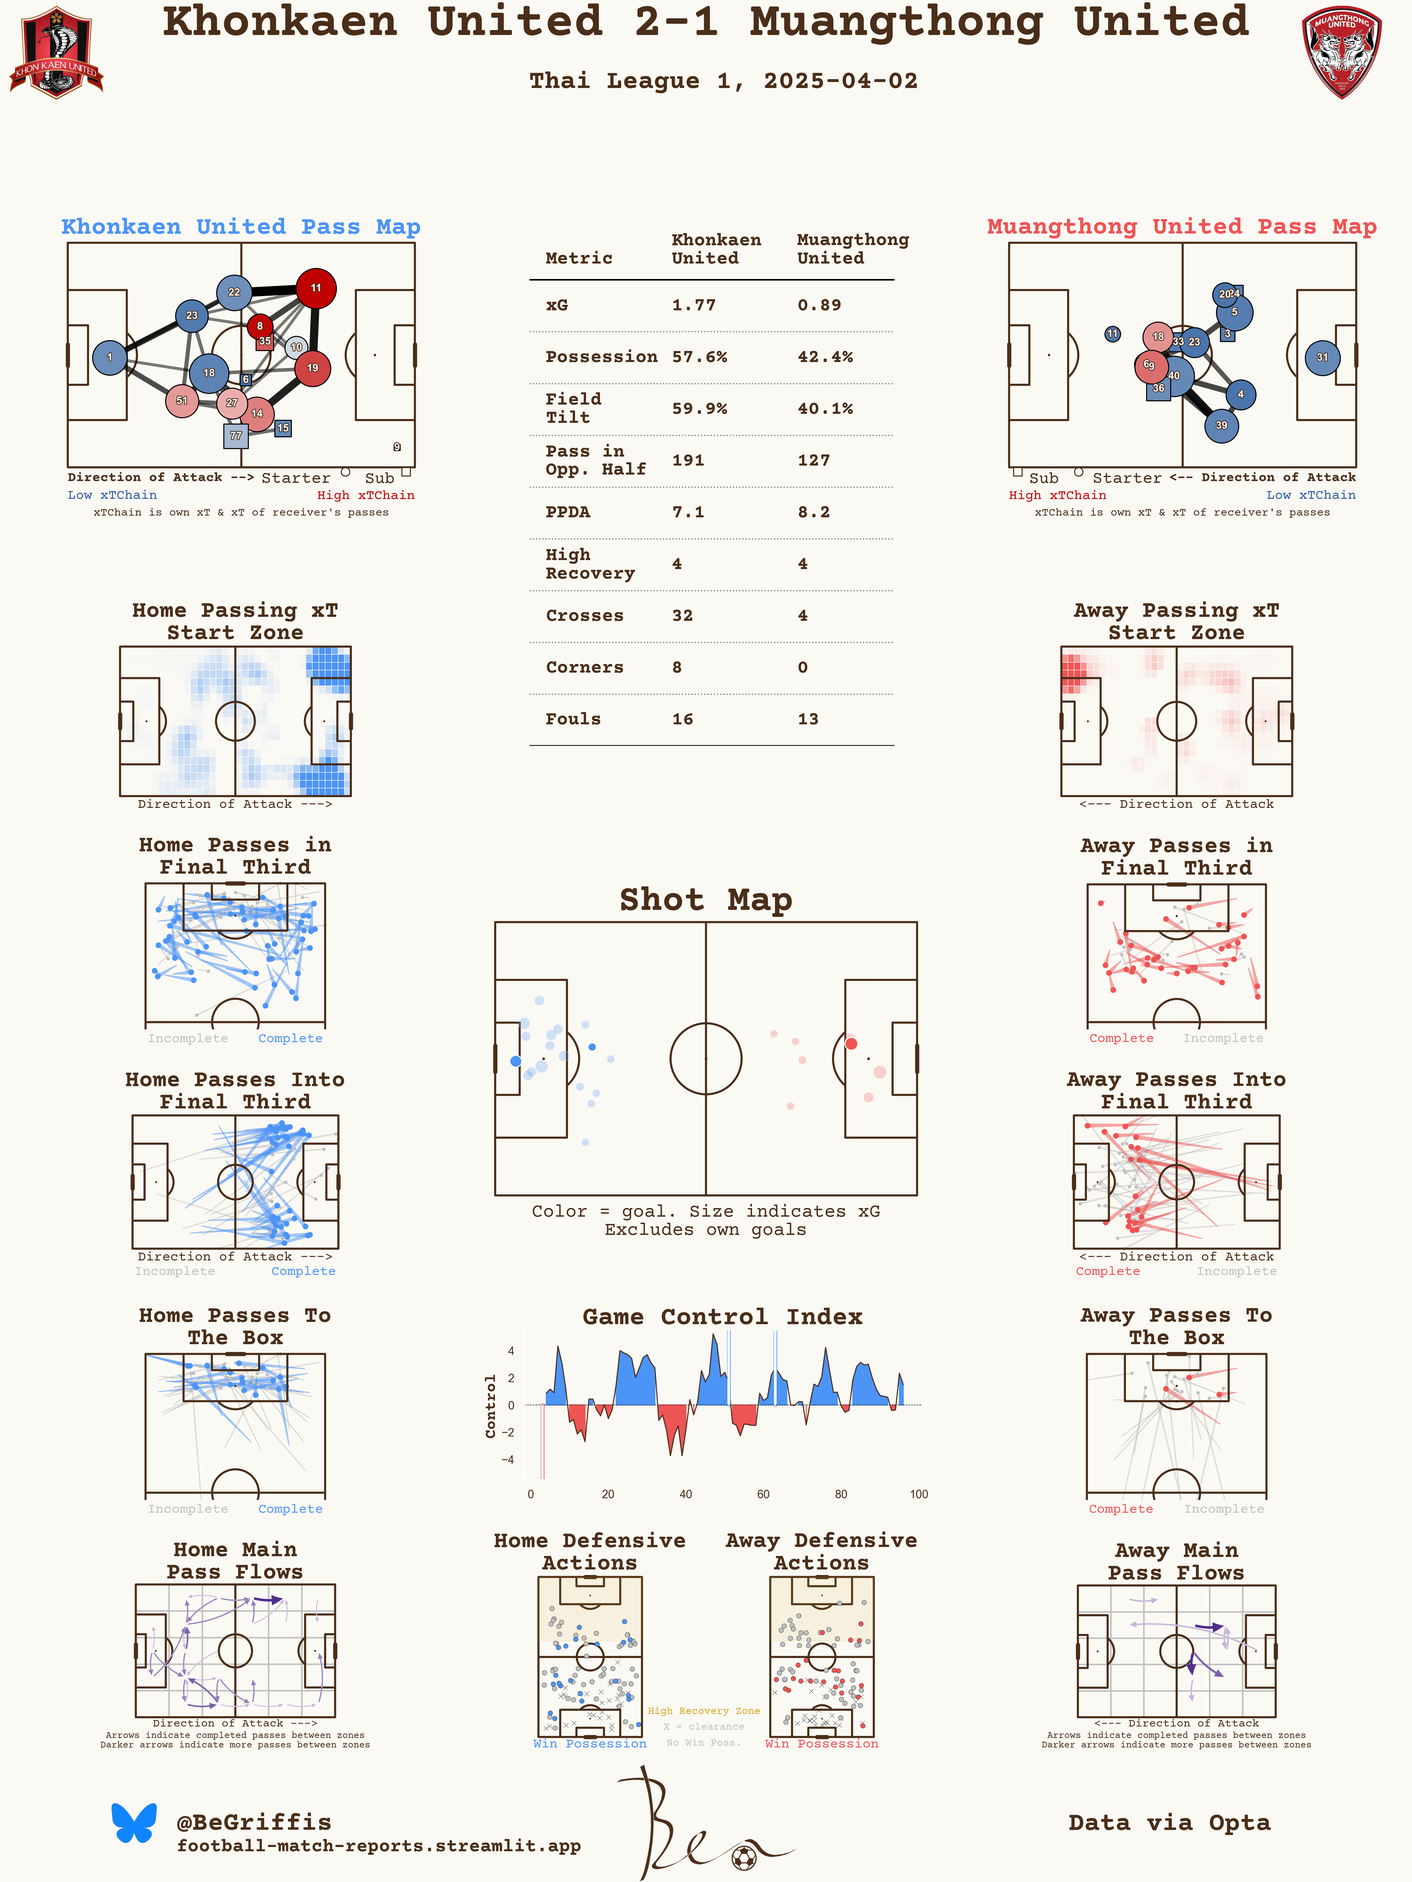 Khonkaen United 2-1 Muangthong United
Thai League 1, 2025-04-02
KHON KAEN UNITED
MUANGTHONG
UNITED
Khonkaen United Pass Map
22
11
23
8
35
10
1
18
19
6
51
27
14
77
15
9
Direction of Attack --> Starter Sub
Low xTChain High xTChain
xTChain is own xT & xT of receiver's passes
Metric Khonkaen United Muangthong United
xG 1.77 0.89
Possession 57.6% 42.4%
Field Tilt 59.9% 40.1%
Pass in Opp. Half 191 127
PPDA 7.1 8.2
High Recovery 4 4
Crosses 32 4
Corners 8 0
Fouls 16 13
Muangthong United Pass Map
20
24
5
11
18
33
23
3
31
6
9
40
36
4
39
Sub Starter <-- Direction of Attack
High xTChain Low xTChain
xTChain is own xT & xT of receiver's passes
Home Passing xT
Start Zone
Direction of Attack --->
Away Passing xT
Start Zone
<--- Direction of Attack
Home Passes in
Final Third
Incomplete Complete
Away Passes in
Final Third
Complete Incomplete
Shot Map
Color = goal. Size indicates xG
Excludes own goals
Home Passes Into
Final Third
Direction of Attack --->
Incomplete Complete
Away Passes Into
Final Third
<--- Direction of Attack
Complete Incomplete
Home Passes To
The Box
Incomplete Complete
Game Control Index
Control
4
2
0
−2
−4
0 20 40 60 80 100
Away Passes To
The Box
Complete Incomplete
Home Main
Pass Flows
Direction of Attack --->
Arrows indicate completed passes between zones
Darker arrows indicate more passes between zones
Home Defensive
Actions
Win Possession
High Recovery Zone
X = clearance
No Win Poss.
Away Defensive
Actions
Win Possession
Away Main
Pass Flows
<--- Direction of Attack
Arrows indicate completed passes between zones
Darker arrows indicate more passes between zones
@BeGriffis
football-match-reports.streamlit.app
Ben
Data via Opta